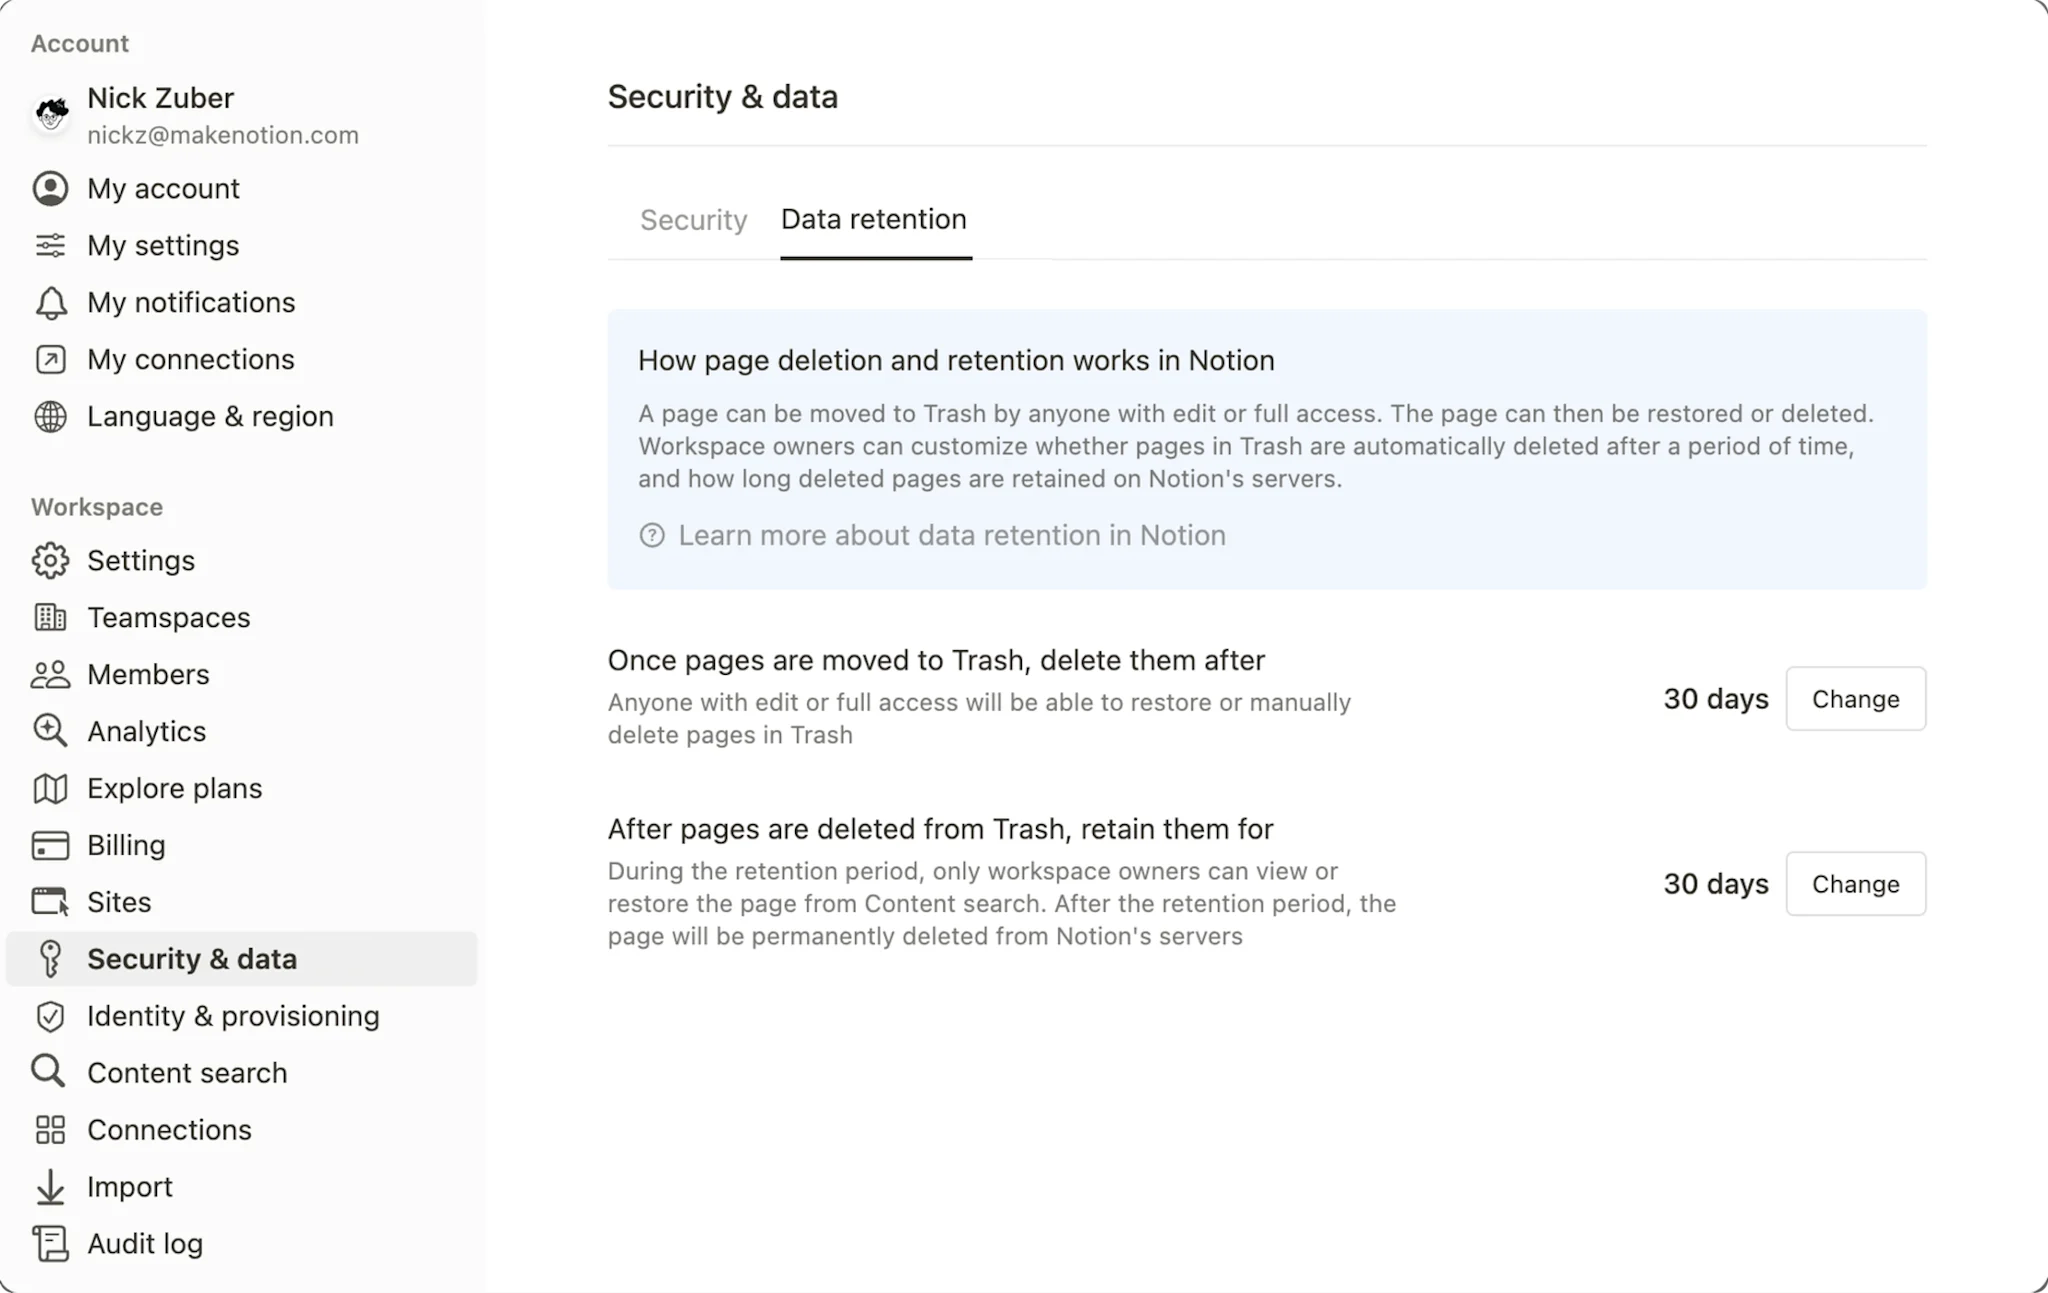 Account
Nick Zuber
nickz@makenotion.com
My account
My settings
My notifications
My connections
Language & region
Workspace
Settings
Teamspaces
Members
Analytics
Explore plans
Billing
Sites
Security & data
Identity & provisioning
Content search
Connections
Import
Audit log
Security & data
Security
Data retention
How page deletion and retention works in Notion
A page can be moved to Trash by anyone with edit or full access. The page can then be restored or deleted.
Workspace owners can customize whether pages in Trash are automatically deleted after a period of time,
and how long deleted pages are retained on Notion's servers.
Learn more about data retention in Notion
Once pages are moved to Trash, delete them after
Anyone with edit or full access will be able to restore or manually
delete pages in Trash
30 days
Change
After pages are deleted from Trash, retain them for
During the retention period, only workspace owners can view or
restore the page from Content search. After the retention period, the
page will be permanently deleted from Notion's servers
30 days
Change